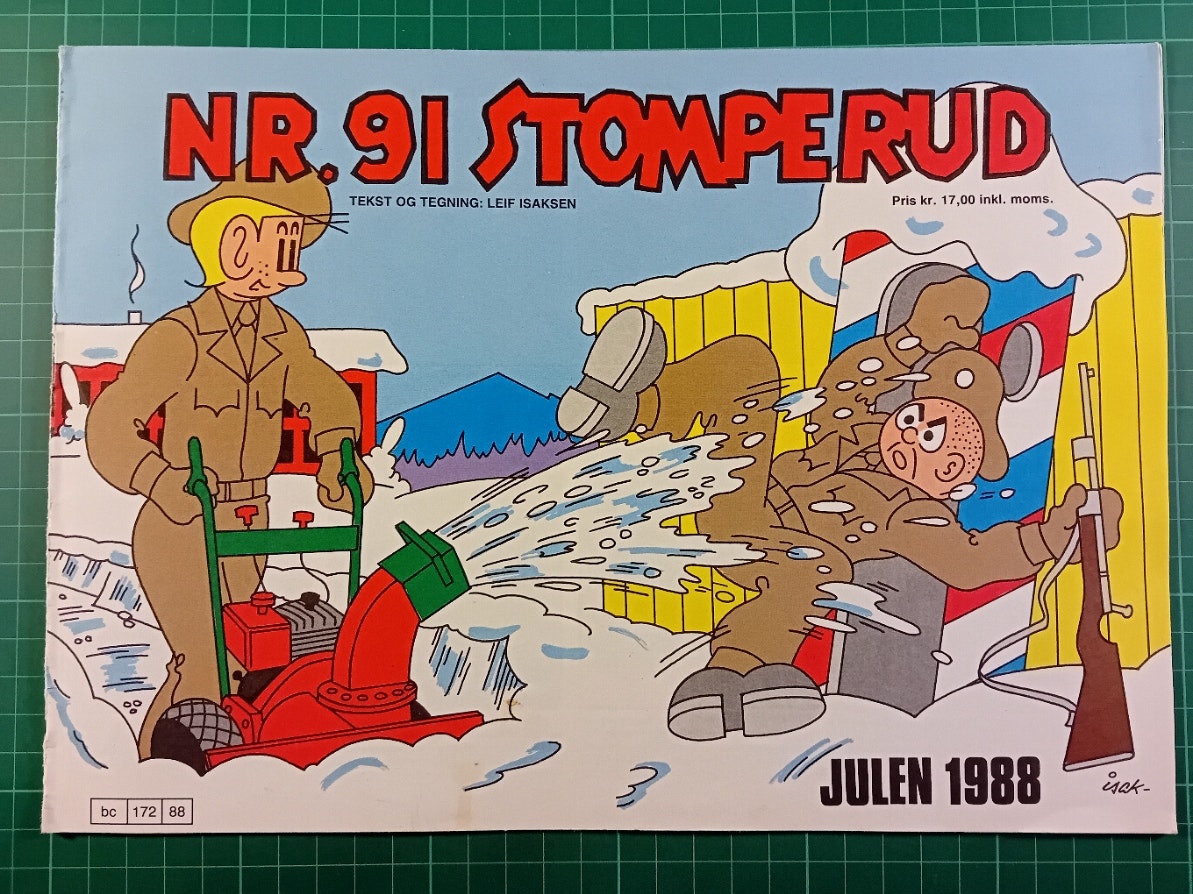 NR. 91 STOMPERUD
TEKST OG TEGNING: LEIF ISAKSEN
Pris kr. 17,00 inkl. moms.
JULEN 1988
isak-
bc 172 88